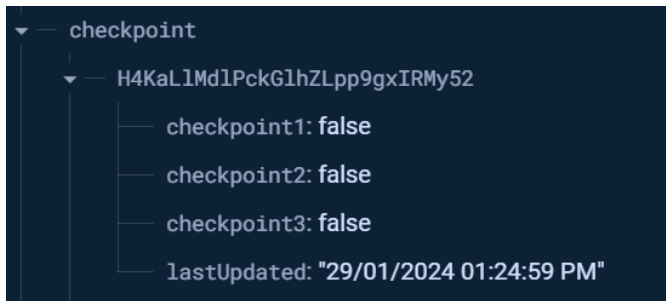 checkpoint
H4KaLlMdlPckGlhZLpp9gxIRMy52
checkpoint1: false
checkpoint2: false
checkpoint3: false
lastUpdated: "29/01/2024 01:24:59 PM"